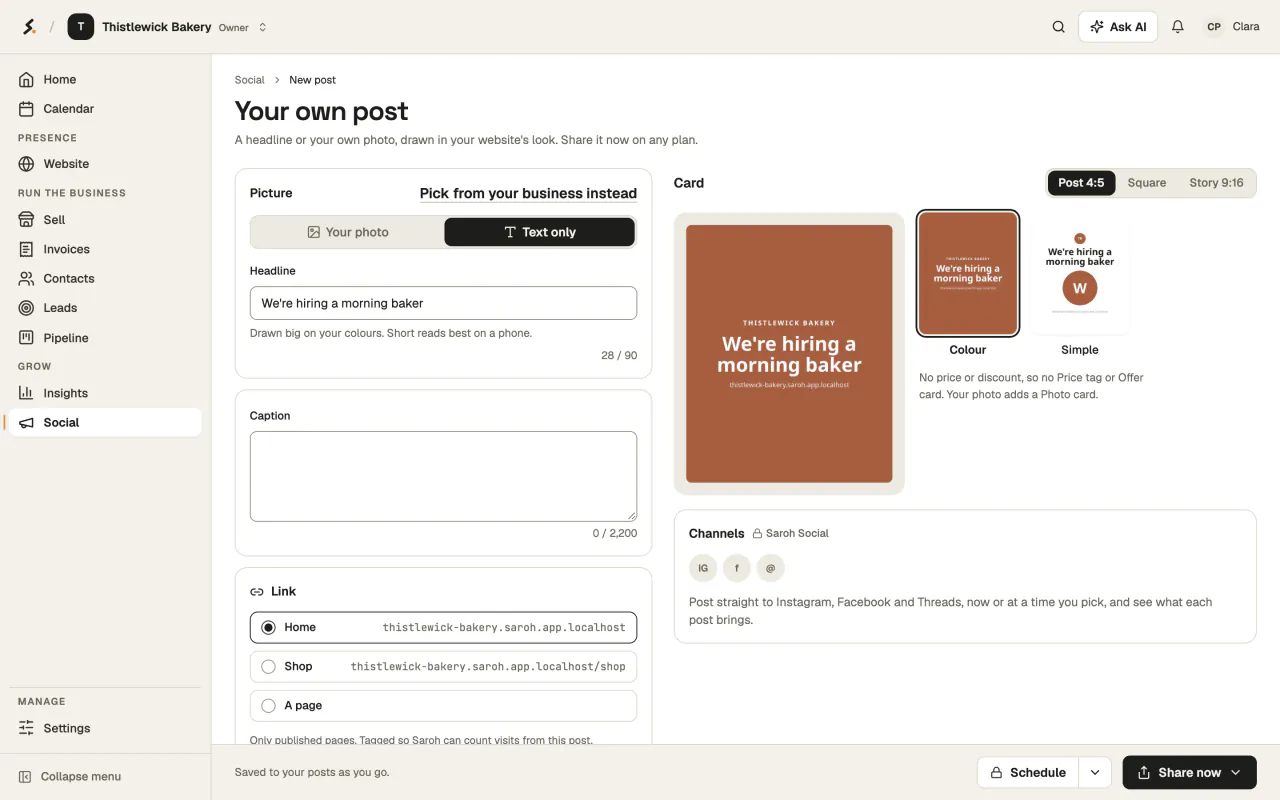 T Thistlewick Bakery Owner
Ask AI
CP Clara
Home
Calendar
PRESENCE
Website
RUN THE BUSINESS
Sell
Invoices
Contacts
Leads
Pipeline
GROW
Insights
Social
MANAGE
Settings
Collapse menu
Social > New post
Your own post
A headline or your own photo, drawn in your website's look. Share it now on any plan.
Picture
Pick from your business instead
Your photo
Text only
Headline
We're hiring a morning baker
Drawn big on your colours. Short reads best on a phone.
28 / 90
Caption
0 / 2,200
Link
Home thistlewick-bakery.saroh.app.localhost
Shop thistlewick-bakery.saroh.app.localhost/shop
A page
Only published pages. Tagged so Saroh can count visits from this post.
Card
Post 4:5
Square
Story 9:16
THISTLEWICK BAKERY
We're hiring a
morning baker
thistlewick-bakery.saroh.app.localhost
THISTLEWICK BAKERY
We're hiring a
morning baker
Colour
We're hiring a
morning baker
W
Simple
No price or discount, so no Price tag or Offer
card. Your photo adds a Photo card.
Channels Saroh Social
IG f @
Post straight to Instagram, Facebook and Threads, now or at a time you pick, and see what each
post brings.
Saved to your posts as you go.
Schedule
Share now